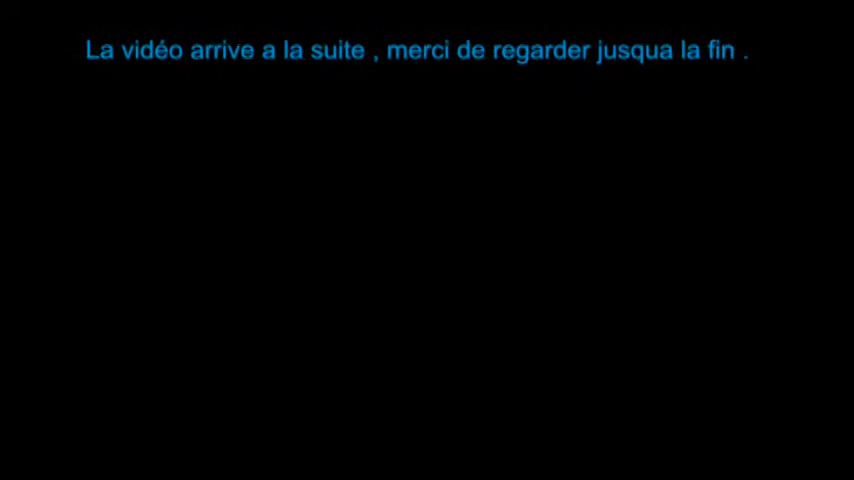 La vidéo arrive a la suite , merci de regarder jusqua la fin .